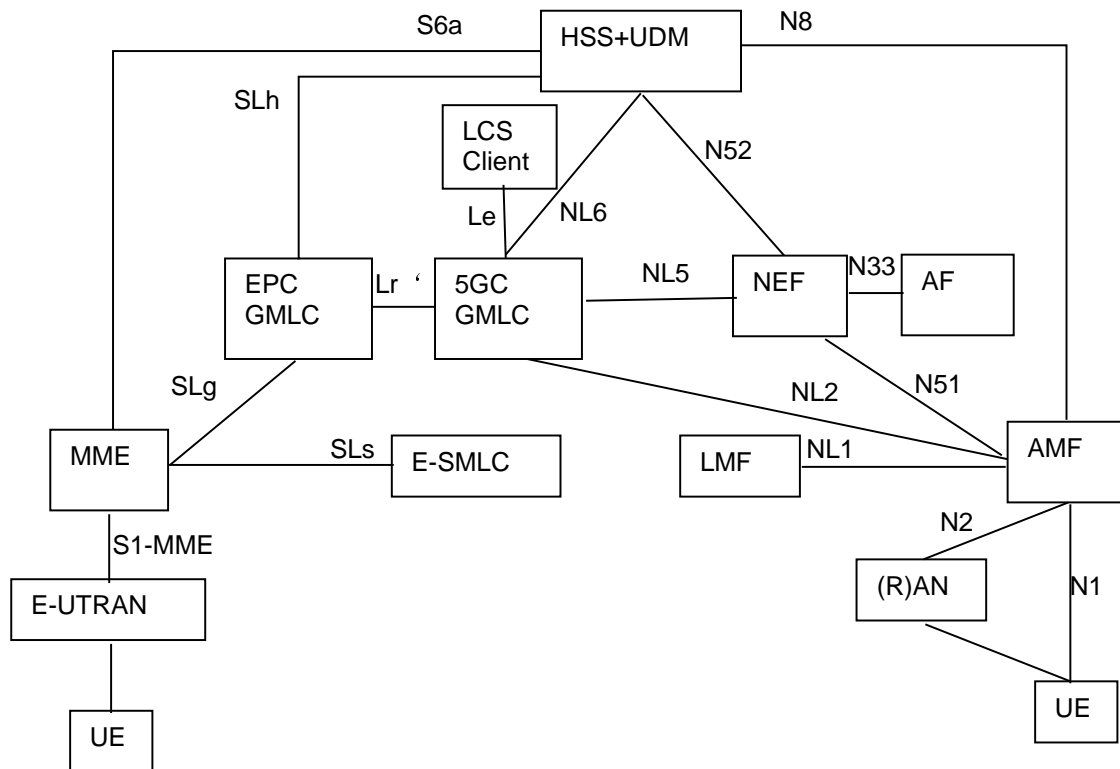 S6a
HSS+UDM
N8
SLh
LCS
Client
N52
Le
NL6
EPC
GMLC
Lr ‘
5GC
GMLC
NL5
NEF
N33
AF
SLg
NL2
N51
MME
SLs
E-SMLC
LMF
NL1
AMF
S1-MME
N2
E-UTRAN
(R)AN
N1
UE
UE